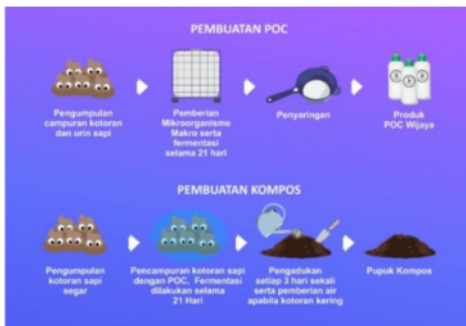 PEMBUATAN POC
Pengumpulan
campuran kotoran
dan urin sapi
Pemberian
Mikroorganisme
Makro serta
fermentasi
selama 21 hari
Penyaringan
Produk
POC Wijaya
PEMBUATAN KOMPOS
Pengumpulan
kotoran sapi
segar
Pencampuran kotoran sapi
dengan POC, Fermentasi
dilakukan selama
21 Hari
Pengadukan
setiap 3 hari sekali
serta pemberian air
apabila kotoran kering
Pupuk Kompos